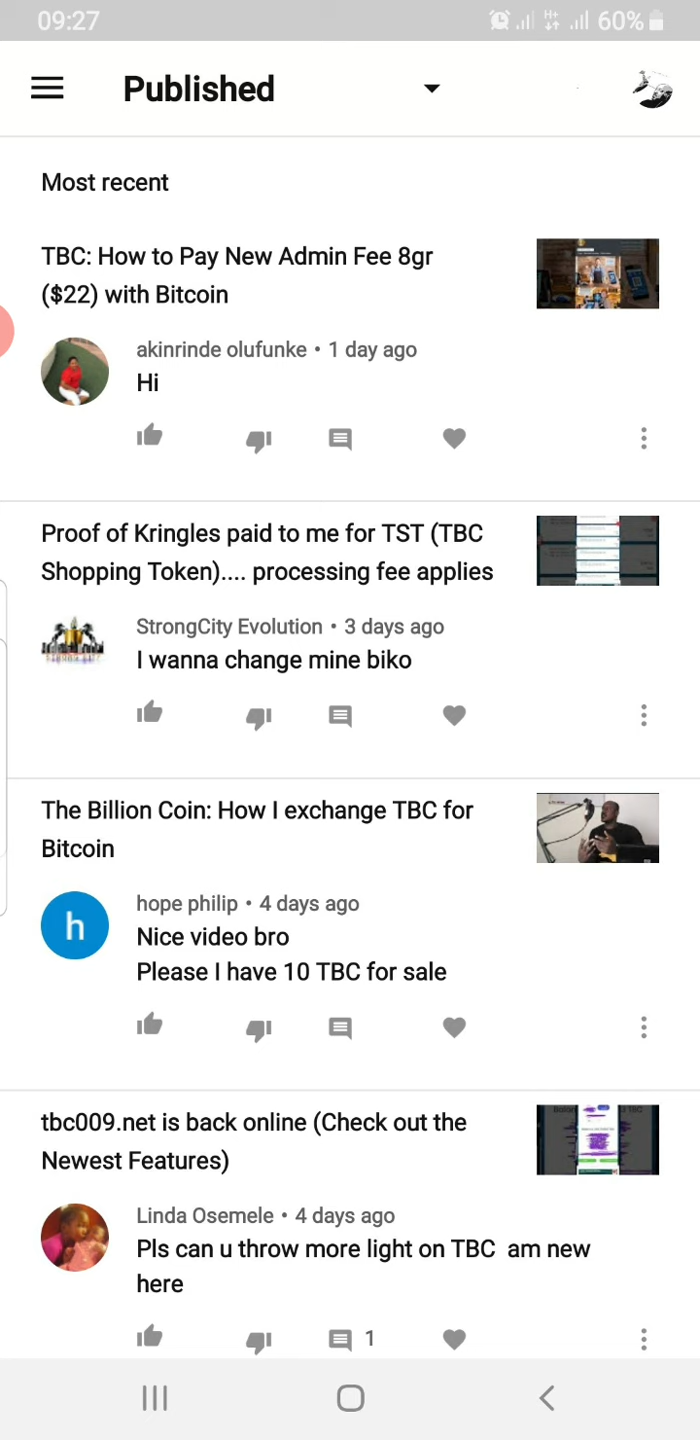 09:27
H+
60%
Published
Most recent
TBC: How to Pay New Admin Fee 8gr
($22) with Bitcoin
akinrinde olufunke • 1 day ago
Hi
Proof of Kringles paid to me for TST (TBC
Shopping Token).... processing fee applies
StrongCity Evolution • 3 days ago
I wanna change mine biko
The Billion Coin: How I exchange TBC for
Bitcoin
h
hope philip • 4 days ago
Nice video bro
Please I have 10 TBC for sale
tbc009.net is back online (Check out the
Newest Features)
Linda Osemele • 4 days ago
Pls can u throw more light on TBC  am new
here
1